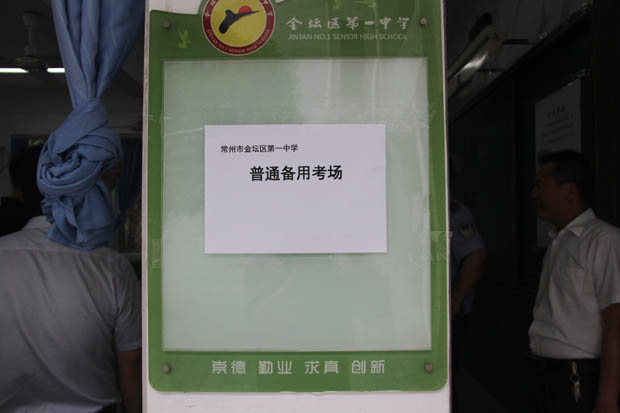 金坛区第一中学
JINTAN NO.1 SENIOR HIGH SCHOOL
常州市金坛区第一中学
普通备用考场
崇德 勤业 求真 创新